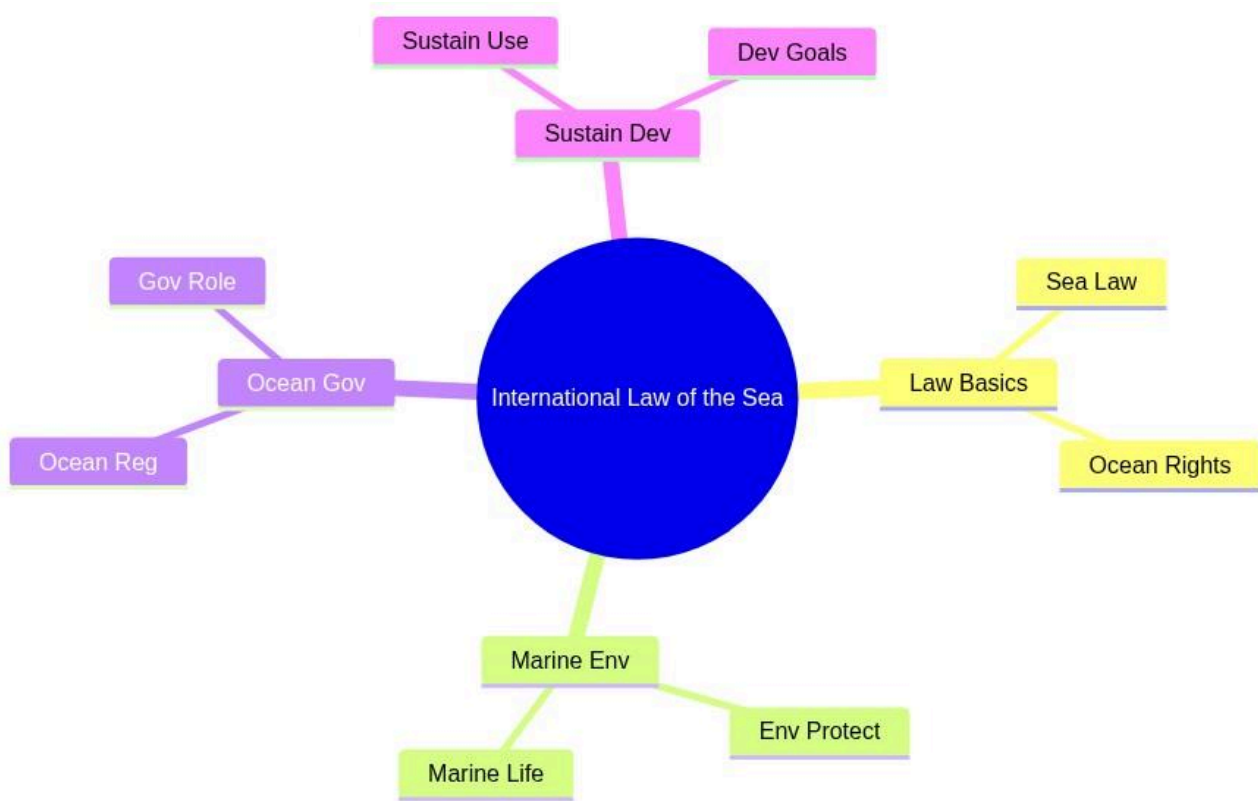 Sustain Use
Dev Goals
Sustain Dev
Gov Role
Sea Law
Ocean Gov
International Law of the Sea
Law Basics
Ocean Reg
Ocean Rights
Marine Env
Env Protect
Marine Life